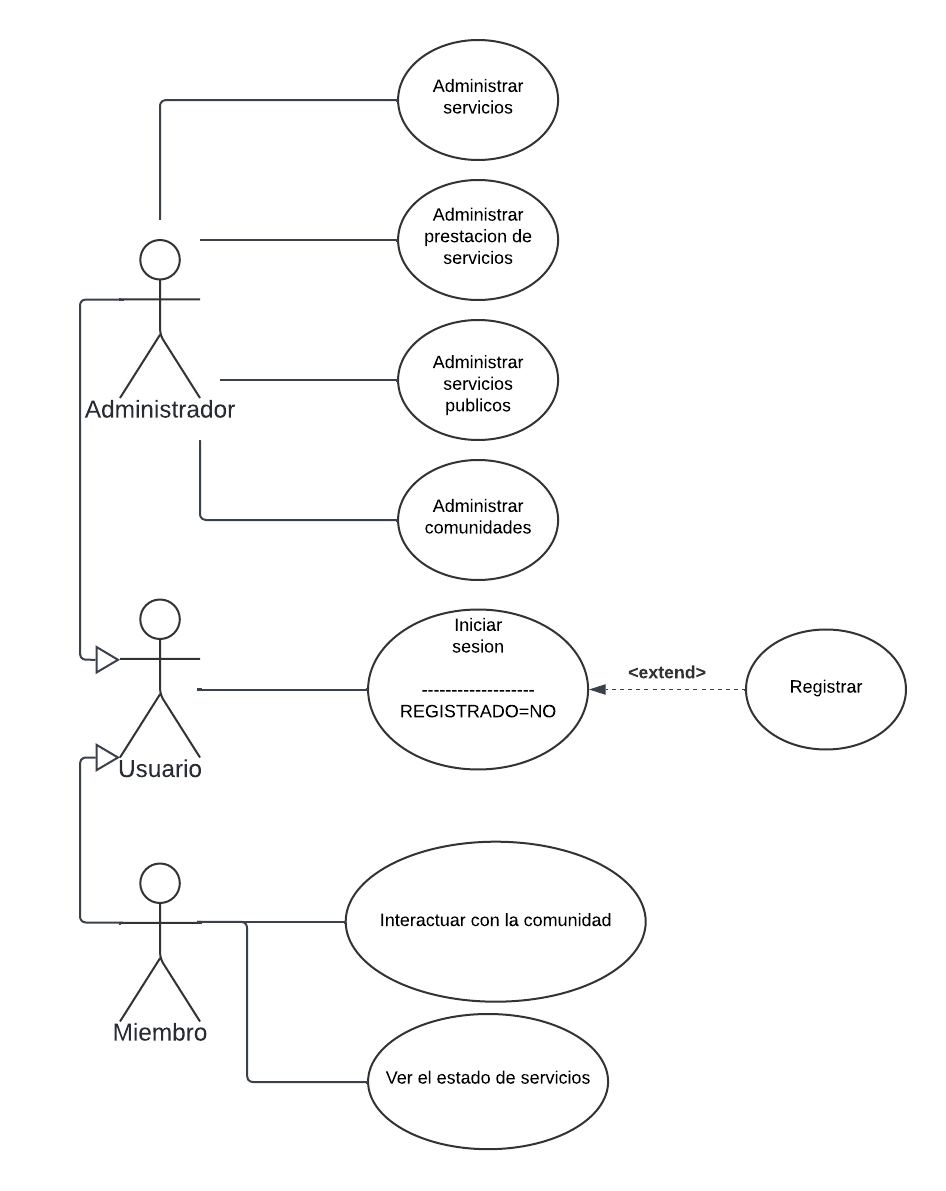 Administrar
servicios
Administrar
prestacion de
servicios
Administrar
servicios
publicos
Administrador
Administrar
comunidades
Iniciar
sesion
-------------------
REGISTRADO=NO
<extend>
Registrar
Usuario
Interactuar con la comunidad
Miembro
Ver el estado de servicios